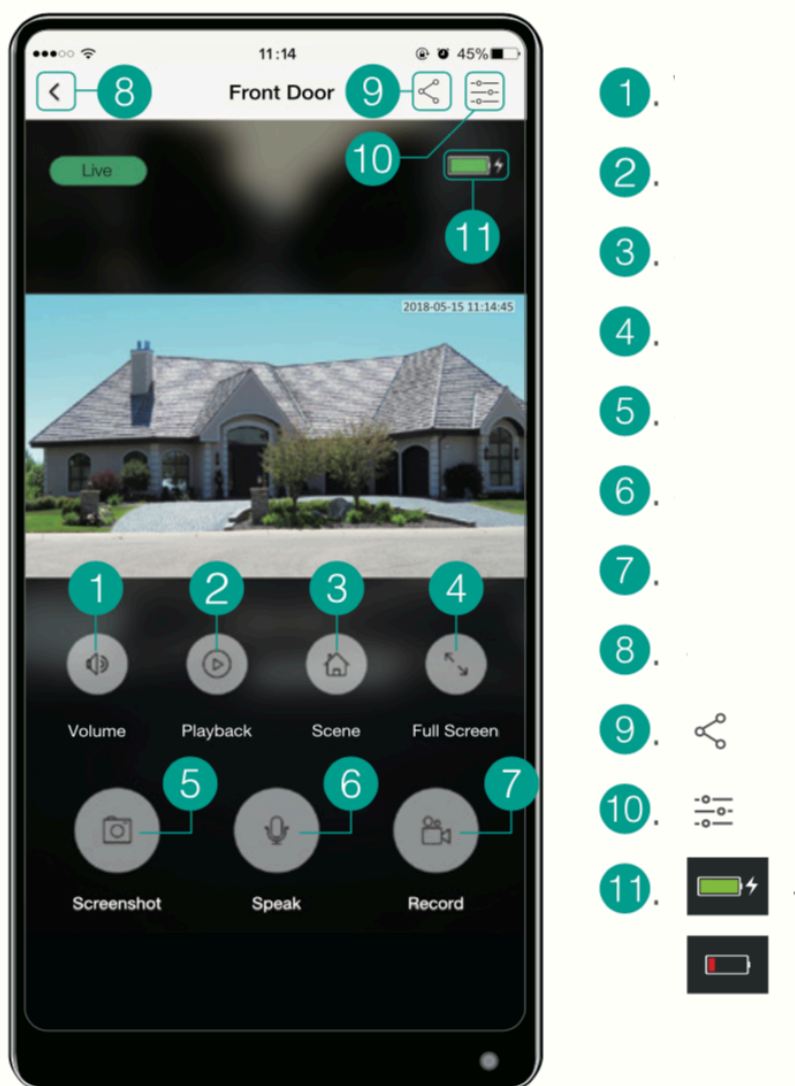 11:14
45%
8
Front Door
9
10
Live
11
2018-05-15 11:14:45
1
2
3
4
Volume
Playback
Scene
Full Screen
5
6
7
Screenshot
Speak
Record
1.
2.
3.
4.
5.
6.
7.
8.
9.
10.
11.